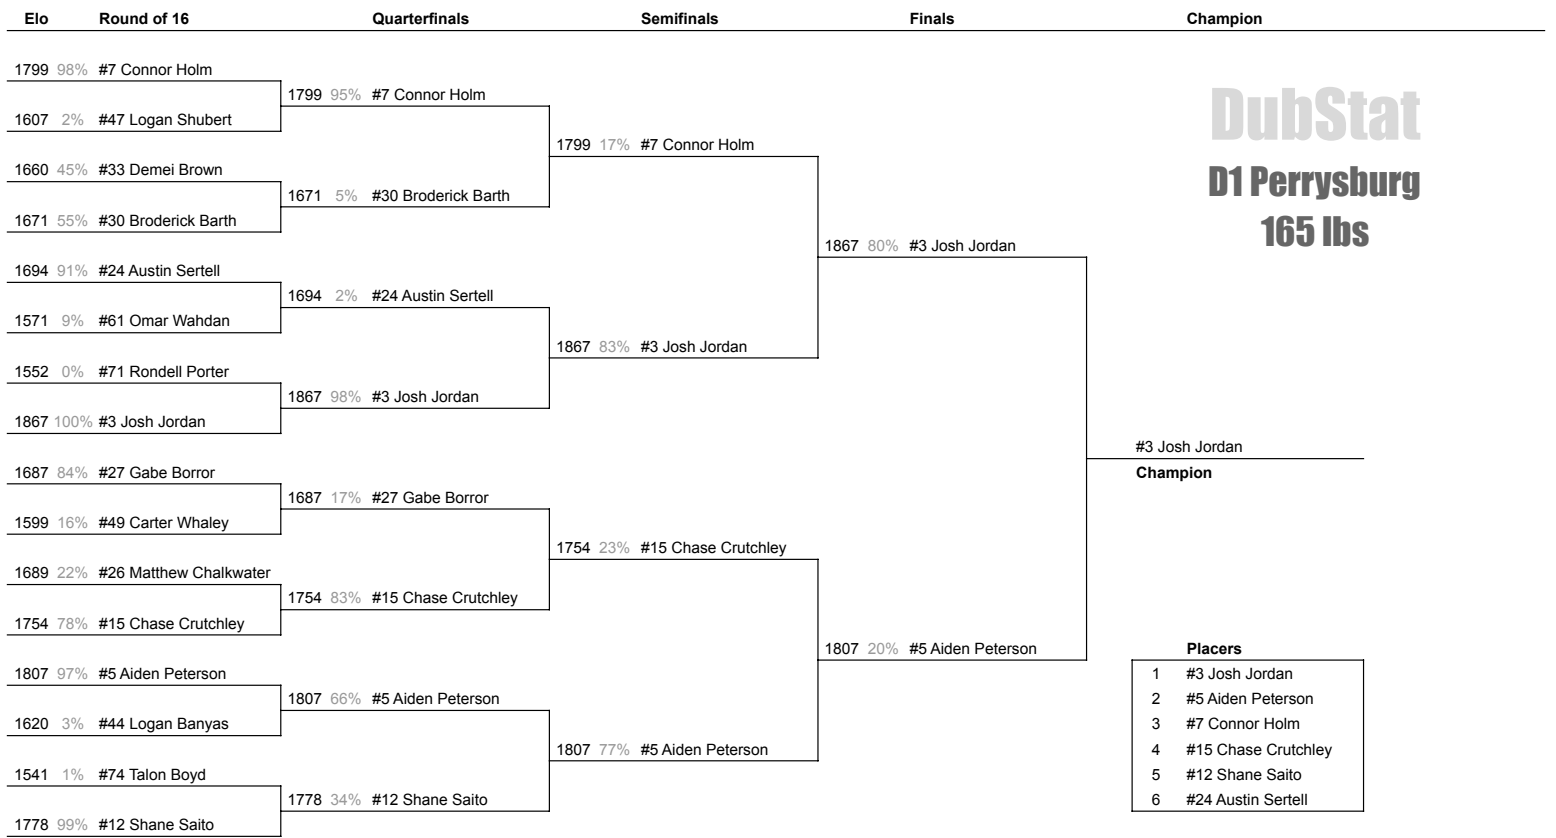 Elo Round of 16 Quarterfinals Semifinals Finals Champion
1799 98% #7 Connor Holm
1799 95% #7 Connor Holm
1607 2% #47 Logan Shubert
1799 17% #7 Connor Holm
1660 45% #33 Demei Brown
1671 5% #30 Broderick Barth
1671 55% #30 Broderick Barth
DubStat
D1 Perrysburg
165 lbs
1867 80% #3 Josh Jordan
1694 91% #24 Austin Sertell
1694 2% #24 Austin Sertell
1571 9% #61 Omar Wahdan
1867 83% #3 Josh Jordan
1552 0% #71 Rondell Porter
1867 98% #3 Josh Jordan
1867 100% #3 Josh Jordan
#3 Josh Jordan
Champion
1687 84% #27 Gabe Borror
1687 17% #27 Gabe Borror
1599 16% #49 Carter Whaley
1754 23% #15 Chase Crutchley
1689 22% #26 Matthew Chalkwater
1754 83% #15 Chase Crutchley
1754 78% #15 Chase Crutchley
1807 20% #5 Aiden Peterson
1807 97% #5 Aiden Peterson
1807 66% #5 Aiden Peterson
1620 3% #44 Logan Banyas
1807 77% #5 Aiden Peterson
1541 1% #74 Talon Boyd
1778 34% #12 Shane Saito
1778 99% #12 Shane Saito
Placers
1 #3 Josh Jordan
2 #5 Aiden Peterson
3 #7 Connor Holm
4 #15 Chase Crutchley
5 #12 Shane Saito
6 #24 Austin Sertell